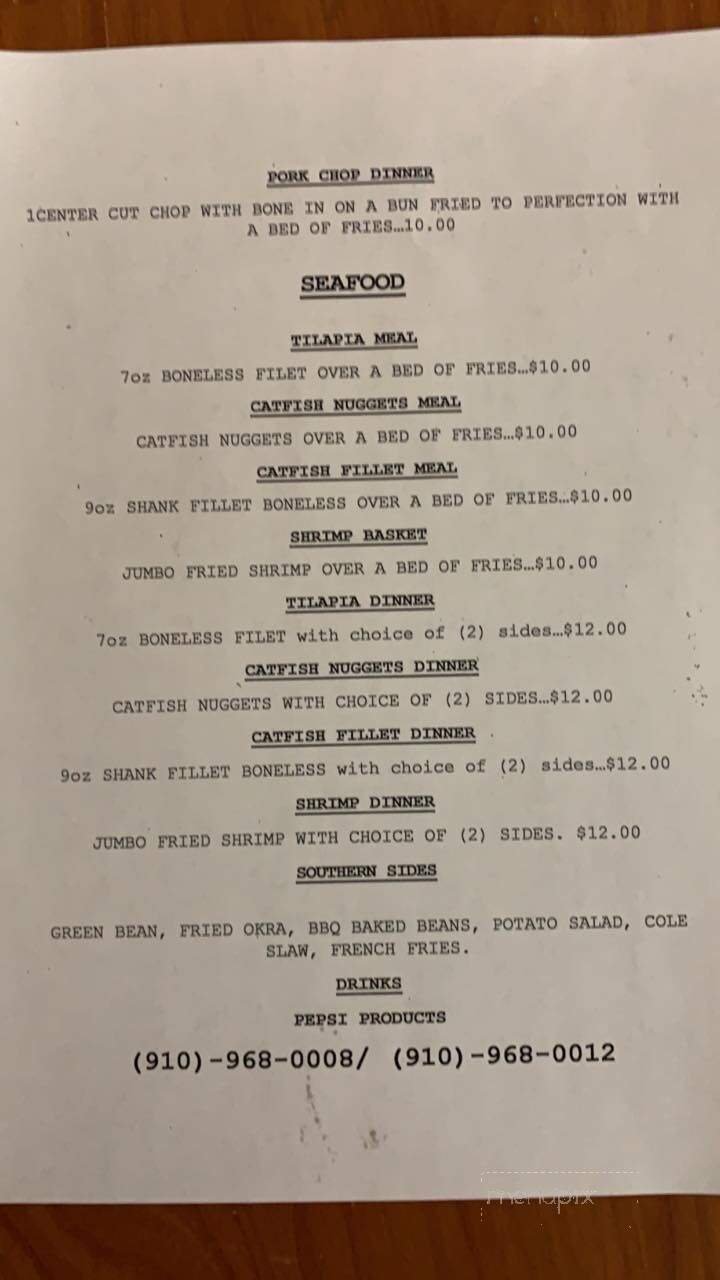 PORK CHOP DINNER
1CENTER CUT CHOP WITH BONE IN ON A BUN FRIED TO PERFECTION WITH
A BED OF FRIES…10.00
SEAFOOD
TILAPIA MEAL
7oz BONELESS FILET OVER A BED OF FRIES…$10.00
CATFISH NUGGETS MEAL
CATFISH NUGGETS OVER A BED OF FRIES…$10.00
CATFISH FILLET MEAL
9oz SHANK FILLET BONELESS OVER A BED OF FRIES…$10.00
SHRIMP BASKET
JUMBO FRIED SHRIMP OVER A BED OF FRIES…$10.00
TILAPIA DINNER
7oz BONELESS FILET with choice of (2) sides…$12.00
CATFISH NUGGETS DINNER
CATFISH NUGGETS WITH CHOICE OF (2) SIDES…$12.00
CATFISH FILLET DINNER
9oz SHANK FILLET BONELESS with choice of (2) sides…$12.00
SHRIMP DINNER
JUMBO FRIED SHRIMP WITH CHOICE OF (2) SIDES. $12.00
SOUTHERN SIDES
GREEN BEAN, FRIED OKRA, BBQ BAKED BEANS, POTATO SALAD, COLE
SLAW, FRENCH FRIES.
DRINKS
PEPSI PRODUCTS
(910)-968-0008/ (910)-968-0012
menupix